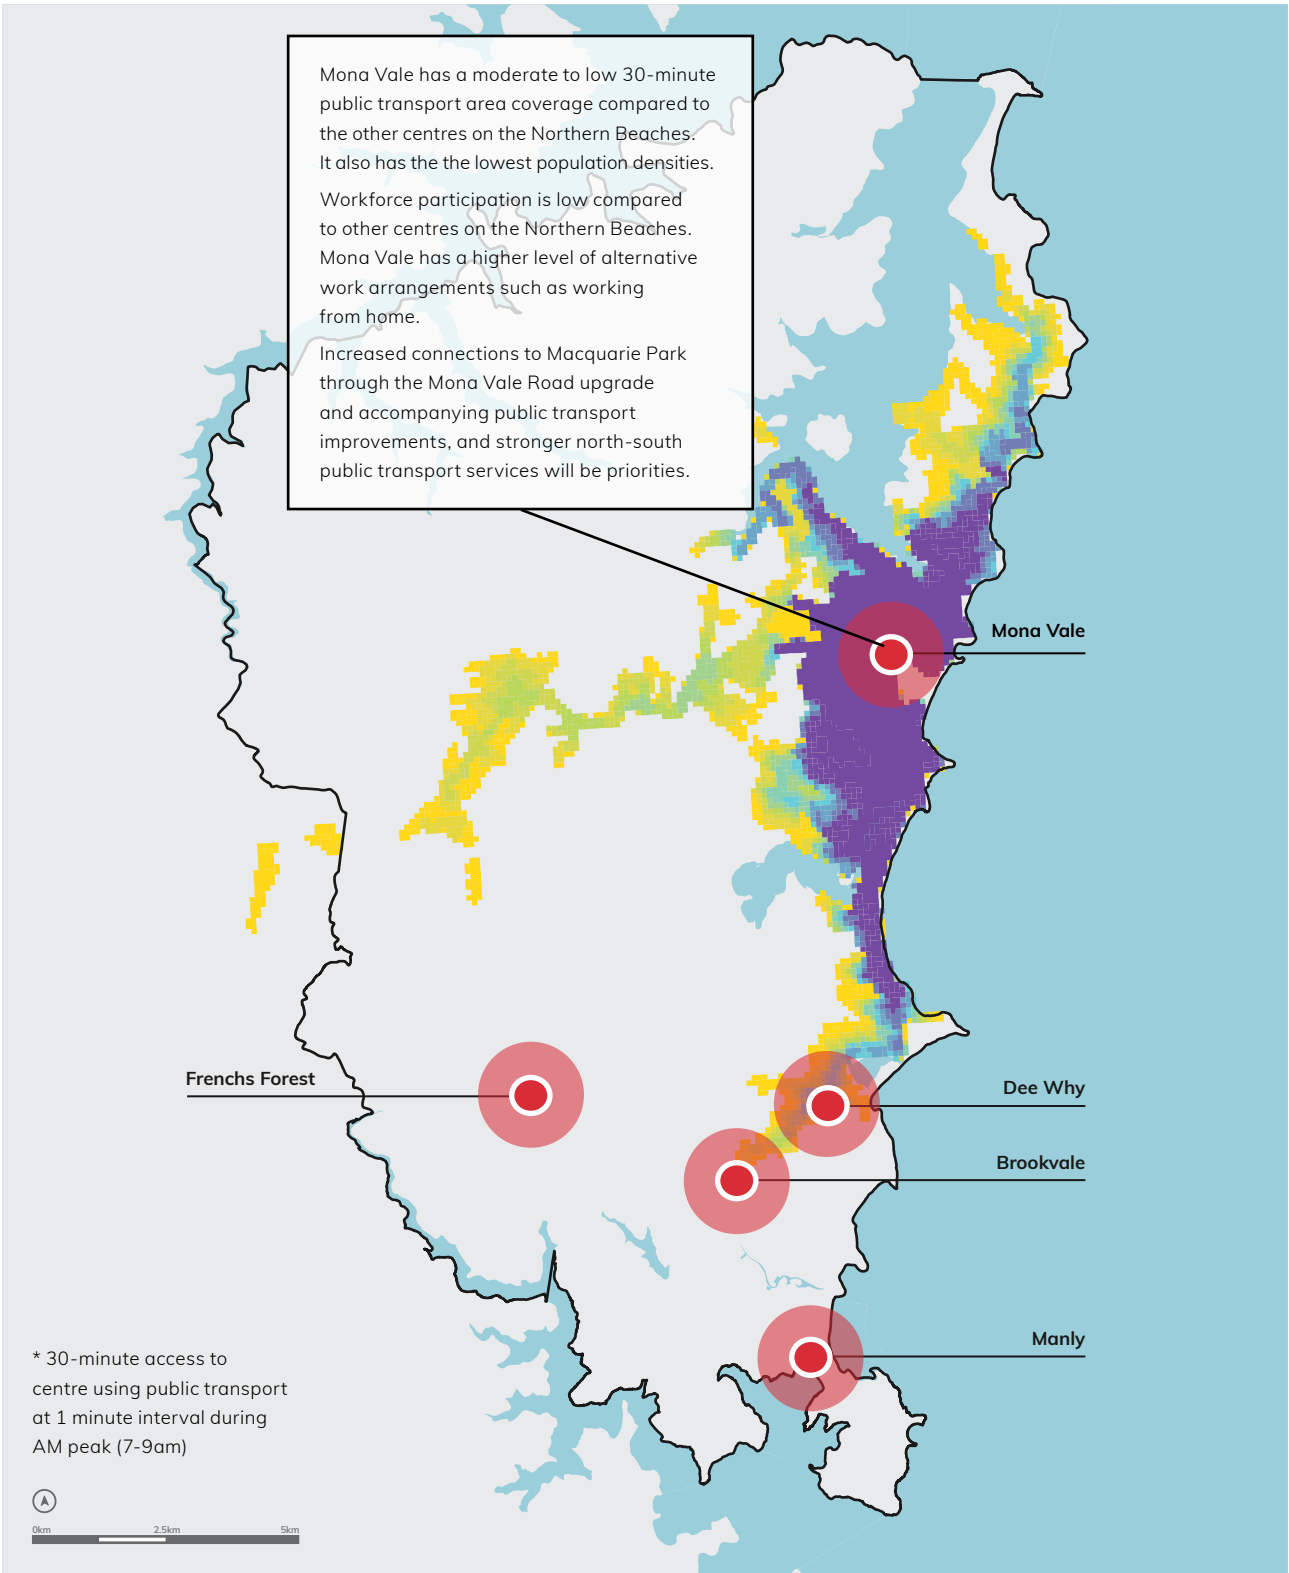 Mona Vale has a moderate to low 30-minute
public transport area coverage compared to
the other centres on the Northern Beaches.
It also has the the lowest population densities.
Workforce participation is low compared
to other centres on the Northern Beaches.
Mona Vale has a higher level of alternative
work arrangements such as working
from home.
Increased connections to Macquarie Park
through the Mona Vale Road upgrade
and accompanying public transport
improvements, and stronger north-south
public transport services will be priorities.
Mona Vale
Frenchs Forest
Dee Why
Brookvale
Manly
* 30-minute access to
centre using public transport
at 1 minute interval during
AM peak (7-9am)
0km 2.5km 5km